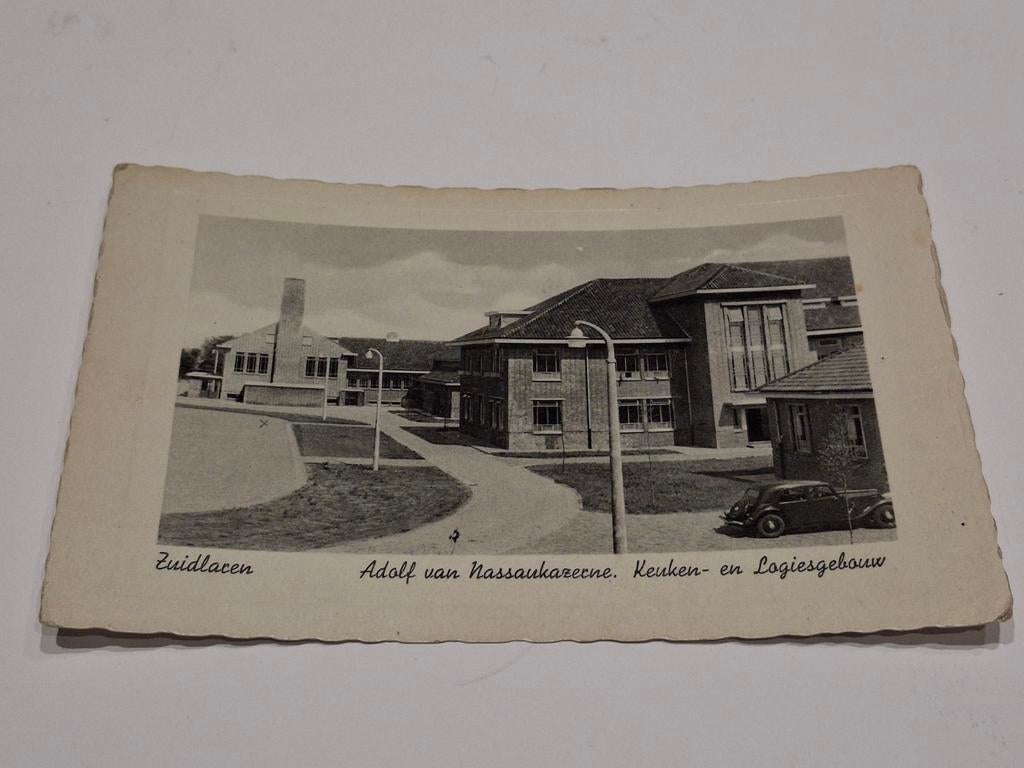 Zuidlaren Adolf van Nassaukazerne. Keuken- en Logiesgebouw